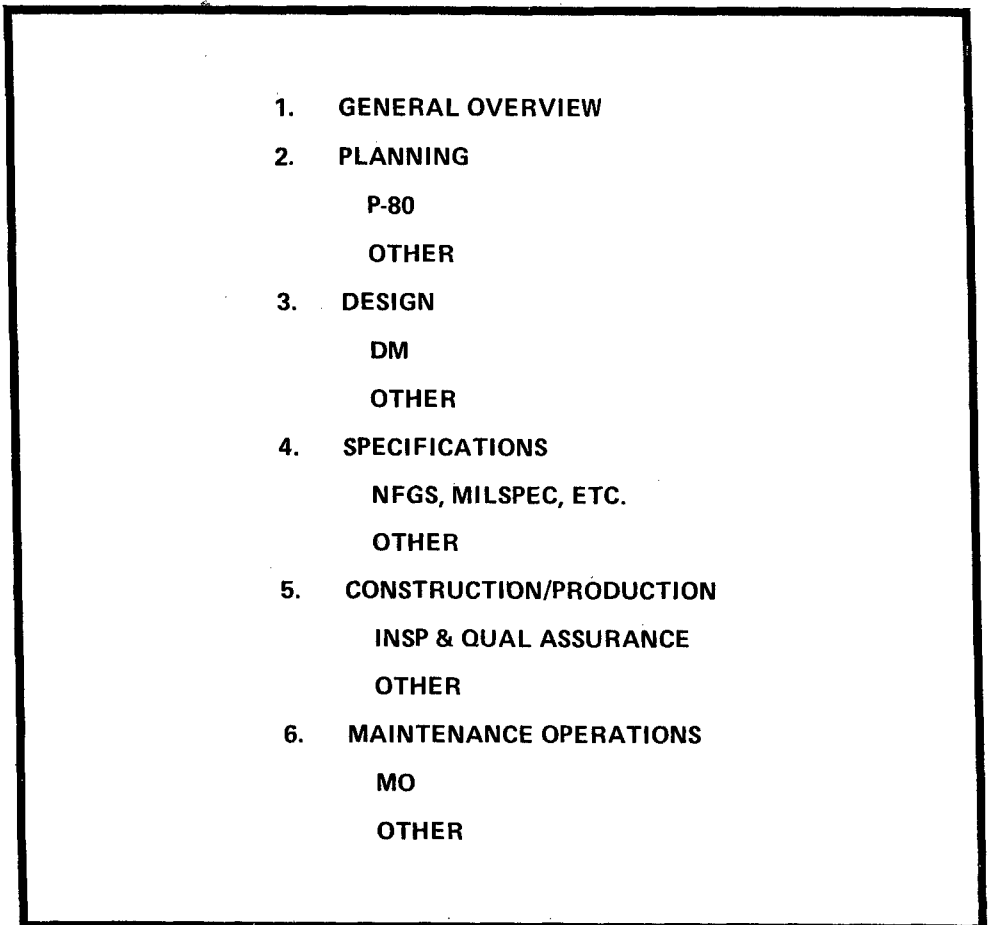 1. GENERAL OVERVIEW
2. PLANNING
P-80
OTHER
3. DESIGN
DM
OTHER
4. SPECIFICATIONS
NFGS, MILSPEC, ETC.
OTHER
5. CONSTRUCTION/PRODUCTION
INSP & QUAL ASSURANCE
OTHER
6. MAINTENANCE OPERATIONS
MO
OTHER